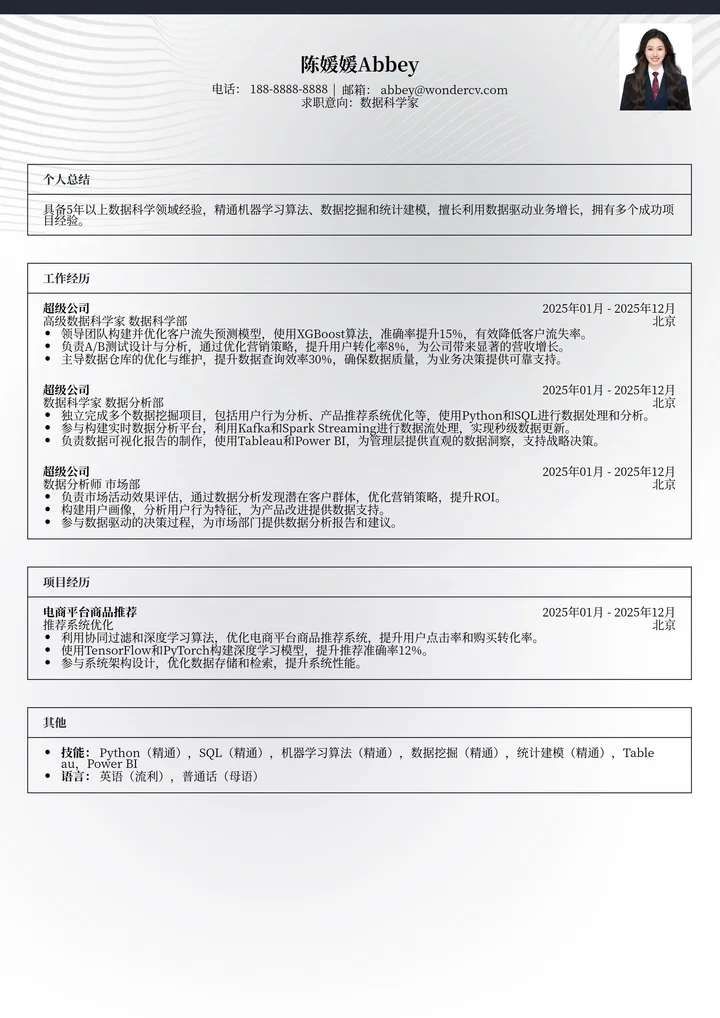 陈媛媛Abbey
电话： 188-8888-8888 | 邮箱： abbey@wondercv.com
求职意向：数据科学家
个人总结
具备5年以上数据科学领域经验，精通机器学习算法、数据挖掘和统计建模，擅长利用数据驱动业务增长，拥有多个成功项
目经验。
工作经历
超级公司 2025年01月 - 2025年12月
高级数据科学家 数据科学部 北京
• 领导团队构建并优化客户流失预测模型，使用XGBoost算法，准确率提升15%，有效降低客户流失率。
• 负责A/B测试设计与分析，通过优化营销策略，提升用户转化率8%，为公司带来显著的营收增长。
• 主导数据仓库的优化与维护，提升数据查询效率30%，确保数据质量，为业务决策提供可靠支持。
超级公司 2025年01月 - 2025年12月
数据科学家 数据分析部 北京
• 独立完成多个数据挖掘项目，包括用户行为分析、产品推荐系统优化等，使用Python和SQL进行数据处理和分析。
• 参与构建实时数据分析平台，利用Kafka和Spark Streaming进行数据流处理，实现秒级数据更新。
• 负责数据可视化报告的制作，使用Tableau和Power BI，为管理层提供直观的数据洞察，支持战略决策。
超级公司 2025年01月 - 2025年12月
数据分析师 市场部 北京
• 负责市场活动效果评估，通过数据分析发现潜在客户群体，优化营销策略，提升ROI。
• 构建用户画像，分析用户行为特征，为产品改进提供数据支持。
• 参与数据驱动的决策过程，为市场部门提供数据分析报告和建议。
项目经历
电商平台商品推荐 2025年01月 - 2025年12月
推荐系统优化 北京
• 利用协同过滤和深度学习算法，优化电商平台商品推荐系统，提升用户点击率和购买转化率。
• 使用TensorFlow和PyTorch构建深度学习模型，提升推荐准确率12%。
• 参与系统架构设计，优化数据存储和检索，提升系统性能。
其他
• 技能： Python（精通），SQL（精通），机器学习算法（精通），数据挖掘（精通），统计建模（精通），Table
au，Power BI
• 语言： 英语（流利），普通话（母语）